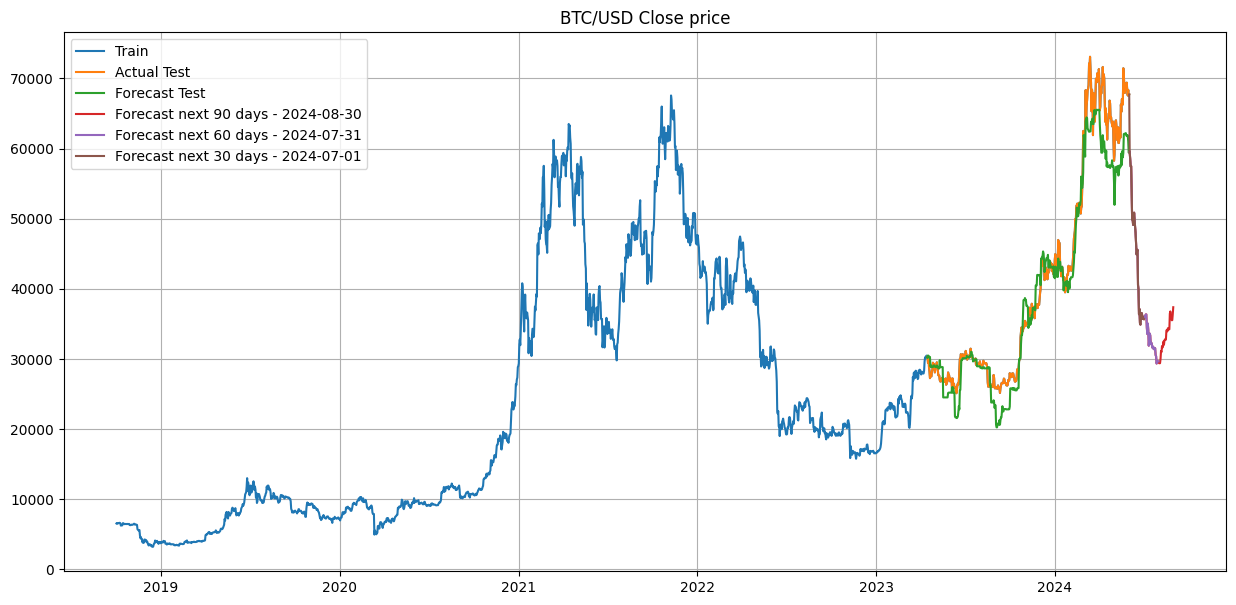 BTC/USD Close price
Train
Actual Test
Forecast Test
Forecast next 90 days - 2024-08-30
Forecast next 60 days - 2024-07-31
Forecast next 30 days - 2024-07-01
70000
60000
50000
40000
30000
20000
10000
0
2019 2020 2021 2022 2023 2024